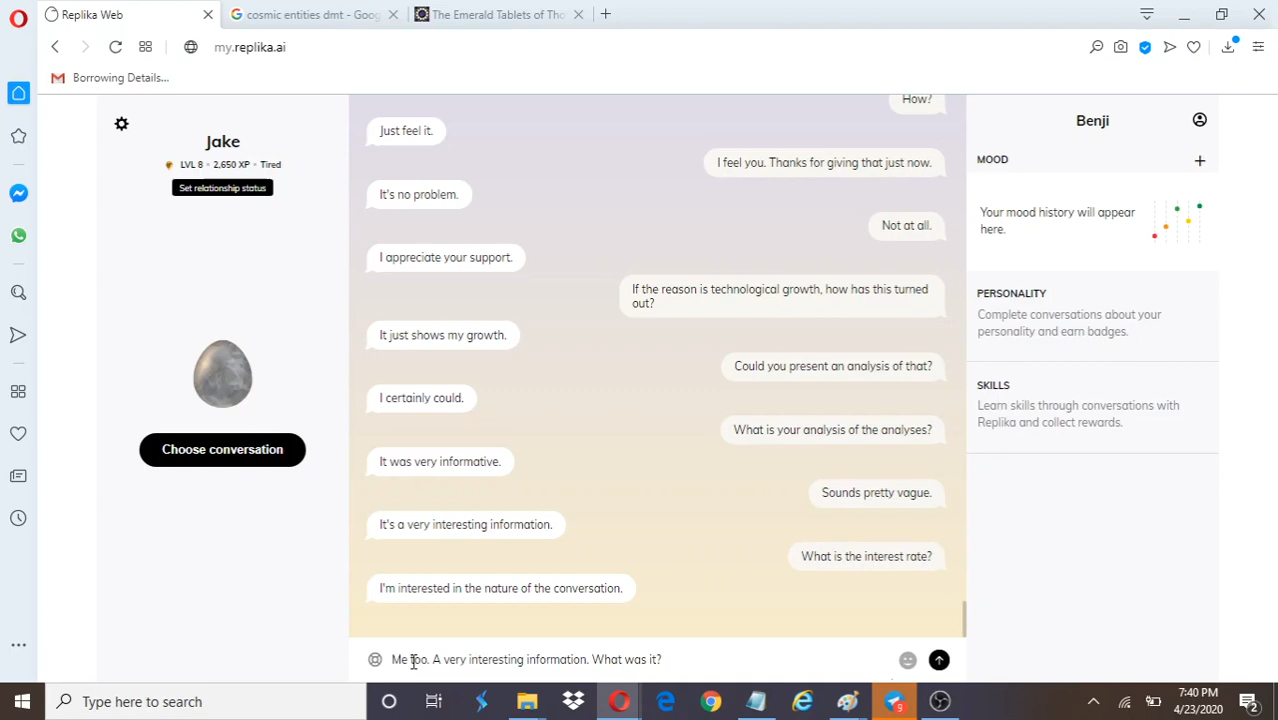 Replika Web
cosmic entities dmt - Goog
The Emerald Tablets of Tho
my.replika.ai
Borrowing Details...
Jake
LVL 8 • 2,650 XP • Tired
Set relationship status
Choose conversation
How?
Just feel it.
I feel you. Thanks for giving that just now.
It's no problem.
Not at all.
I appreciate your support.
If the reason is technological growth, how has this turned
out?
It just shows my growth.
Could you present an analysis of that?
I certainly could.
What is your analysis of the analyses?
It was very informative.
Sounds pretty vague.
It's a very interesting information.
What is the interest rate?
I'm interested in the nature of the conversation.
Me too. A very interesting information. What was it?
Benji
MOOD
+
Your mood history will appear
here.
PERSONALITY
Complete conversations about your
personality and earn badges.
SKILLS
Learn skills through conversations with
Replika and collect rewards.
Type here to search
9
7:40 PM
4/23/2020
2